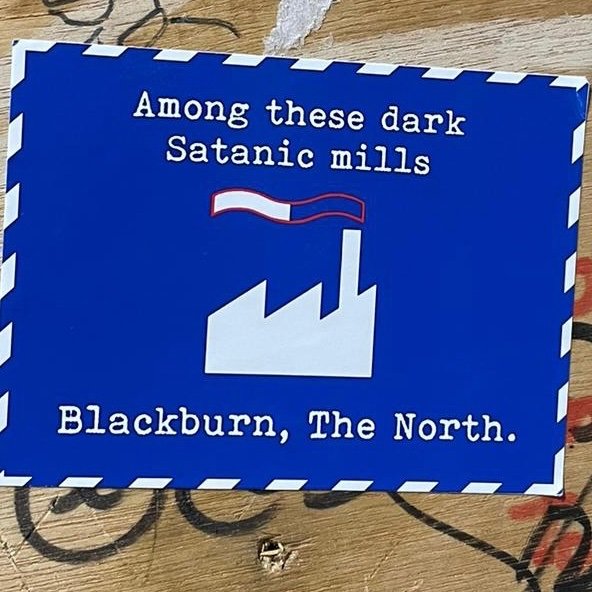 Among these dark
Satanic mills
Blackburn, The North.